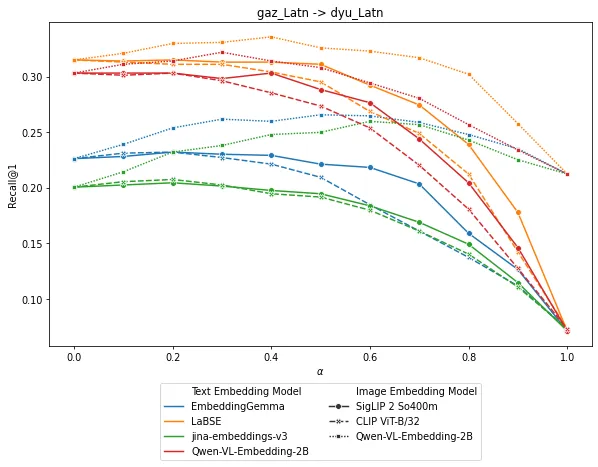 gaz_Latn -> dyu_Latn
Recall@1
0.30
0.25
0.20
0.15
0.10
0.0 0.2 0.4 0.6 0.8 1.0
α
Text Embedding Model
EmbeddingGemma
LaBSE
jina-embeddings-v3
Qwen-VL-Embedding-2B
Image Embedding Model
SigLIP 2 So400m
CLIP ViT-B/32
Qwen-VL-Embedding-2B